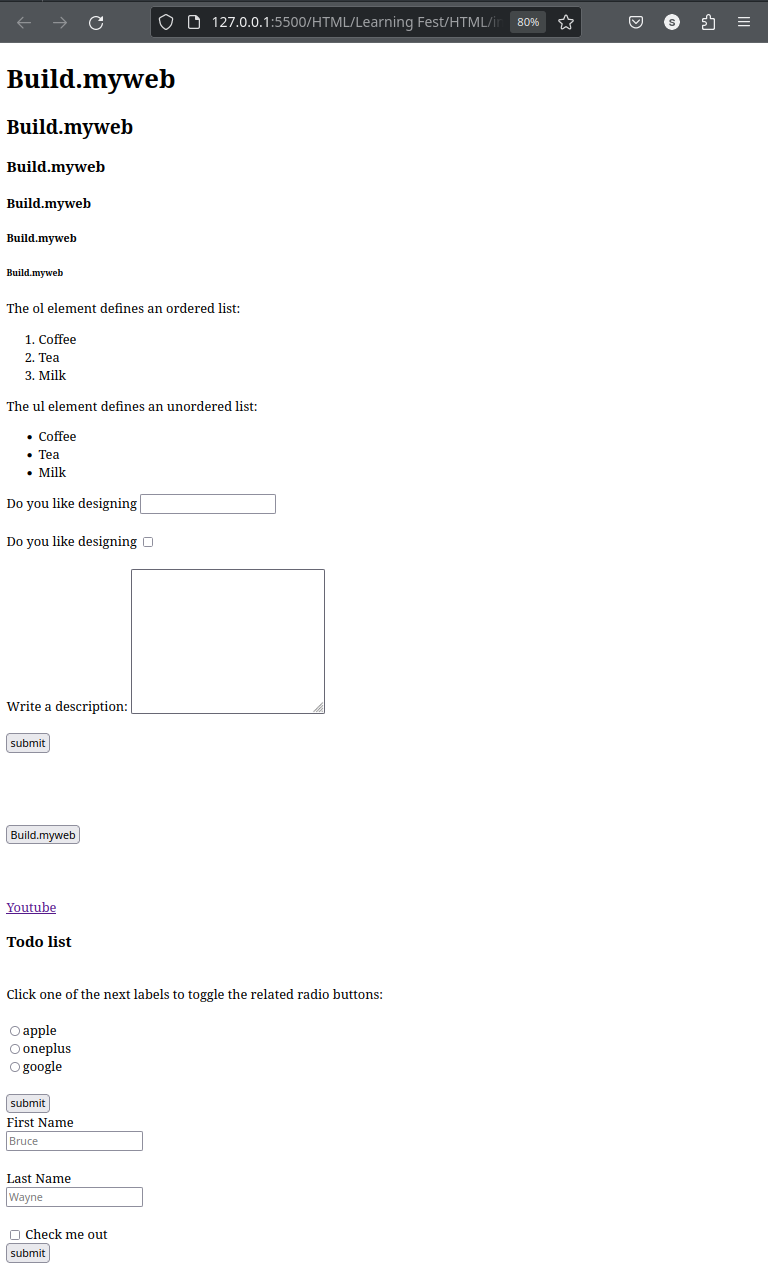 127.0.0.1:5500/HTML/Learning Fest/HTML/in 80% S
Build.myweb
Build.myweb
Build.myweb
Build.myweb
Build.myweb
Build.myweb
The ol element defines an ordered list:
1. Coffee
2. Tea
3. Milk
The ul element defines an unordered list:
• Coffee
• Tea
• Milk
Do you like designing
Do you like designing
Write a description:
submit
Build.myweb
Youtube
Todo list
Click one of the next labels to toggle the related radio buttons:
apple
oneplus
google
submit
First Name
Bruce
Last Name
Wayne
Check me out
submit